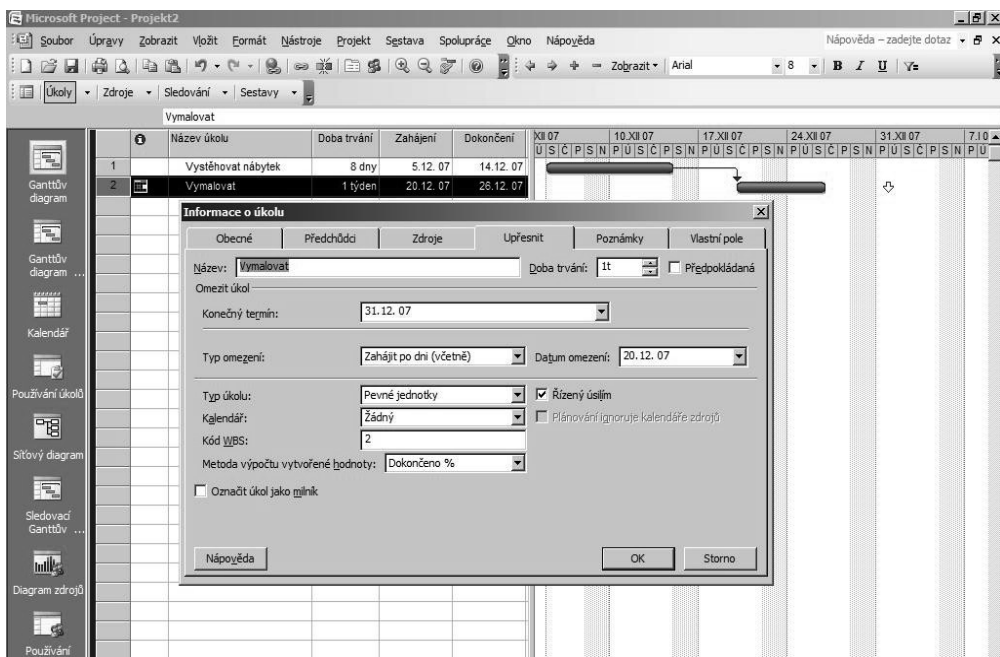 Microsoft Project - Projekt2
Soubor Úpravy Zobrazit Vložit Formát Nástroje Projekt Sestava Spolupráce Okno Nápověda Nápověda – zadejte dotaz
Zobrazit Arial 8 B I U
Úkoly Zdroje Sledování Sestavy
Vymalovat
Název úkolu Doba trvání Zahájení Dokončení XII 07 10.XII 07 17.XII 07 24.XII 07 31.XII 07 7.I 0
Ú S Č P S N P Ú S Č P S N P Ú S Č P S N P Ú S Č P S N P Ú S Č P S N P Ú
1 Vystěhovat nábytek 8 dny 5.12. 07 14.12. 07
2 Vymalovat 1 týden 20.12. 07 26.12. 07
Ganttův diagram
Ganttův diagram ...
Kalendář
Používání úkolů
Síťový diagram
Sledovací Ganttův ...
Diagram zdrojů
Používání
Informace o úkolu
Obecné Předchůdci Zdroje Upřesnit Poznámky Vlastní pole
Název: Vymalovat Doba trvání: 1t Předpokládaná
Omezit úkol
Konečný termín: 31.12. 07
Typ omezení: Zahájit po dni (včetně) Datum omezení: 20.12. 07
Typ úkolu: Pevné jednotky Řízený úsilím
Kalendář: Žádný Plánování ignoruje kalendáře zdrojů
Kód WBS: 2
Metoda výpočtu vytvořené hodnoty: Dokončeno %
Označit úkol jako milník
Nápověda OK Storno